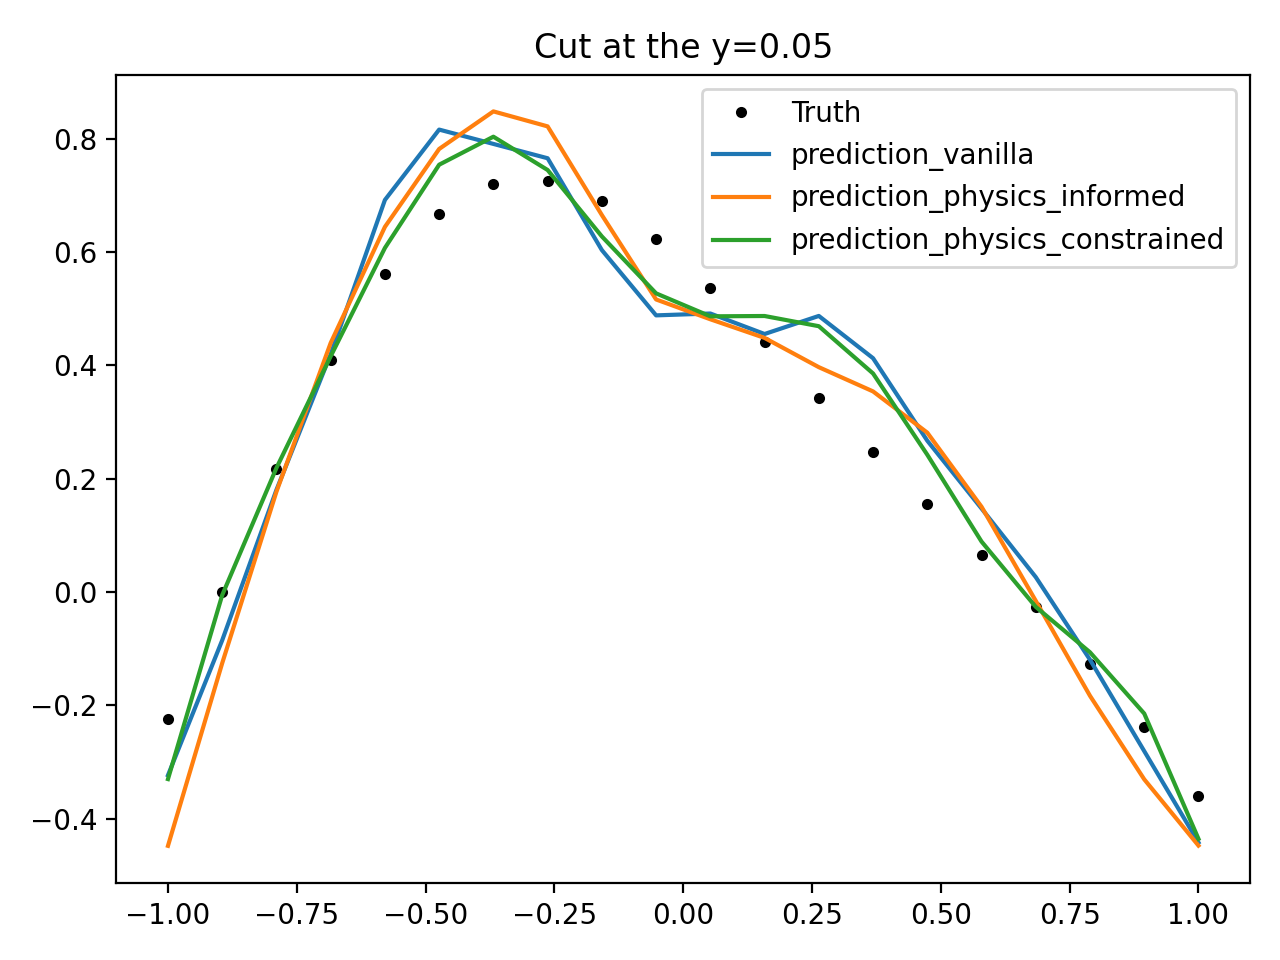 Cut at the y=0.05
Truth
prediction_vanilla
prediction_physics_informed
prediction_physics_constrained
0.8
0.6
0.4
0.2
0.0
−0.2
−0.4
−1.00 −0.75 −0.50 −0.25 0.00 0.25 0.50 0.75 1.00